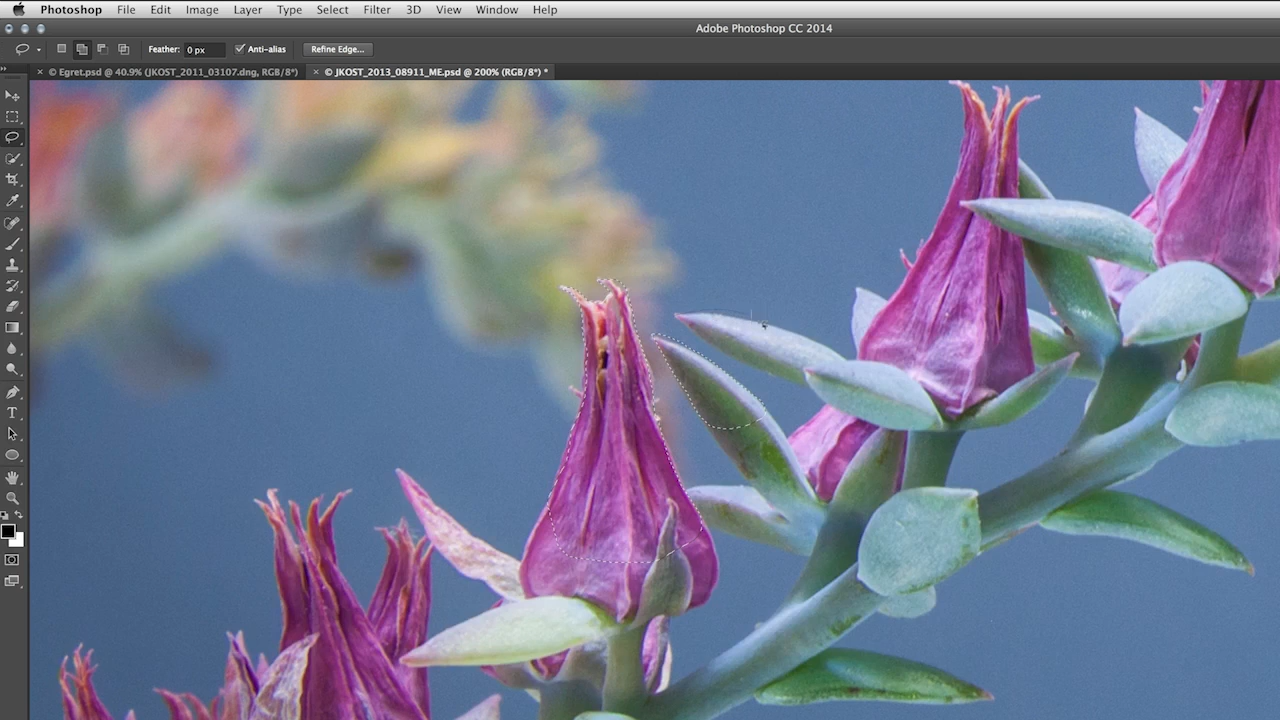 Photoshop File Edit Image Layer Type Select Filter 3D View Window Help
Adobe Photoshop CC 2014
Feather: 0 px Anti-alias Refine Edge...
× © Egret.psd @ 40.9% (JKOST_2011_03107.dng, RGB/8*) × © JKOST_2013_08911_ME.psd @ 200% (RGB/8*) *